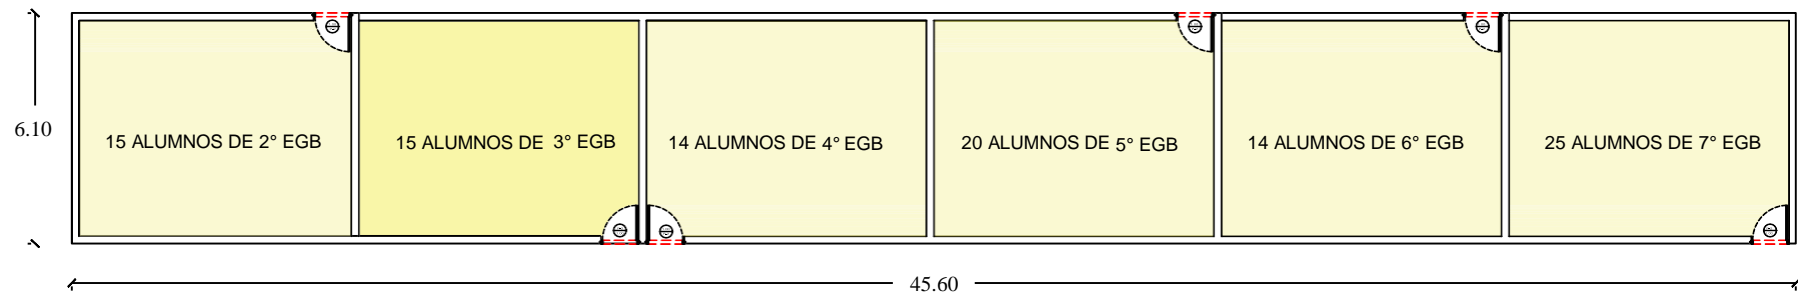 6.10
15 ALUMNOS DE 2° EGB
15 ALUMNOS DE 3° EGB
14 ALUMNOS DE 4° EGB
20 ALUMNOS DE 5° EGB
14 ALUMNOS DE 6° EGB
25 ALUMNOS DE 7° EGB
45.60